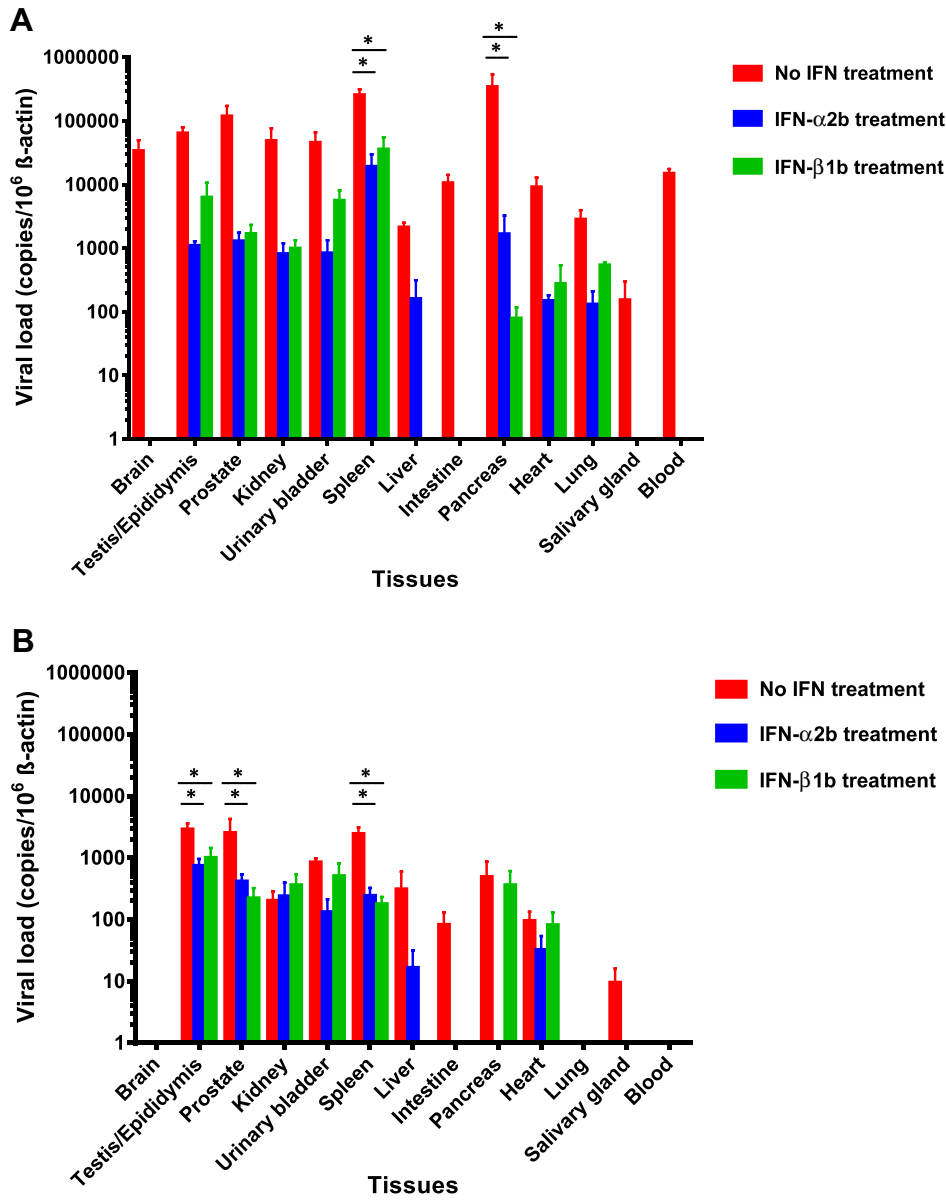 A
* *
* *
1000000
100000
10000
1000
100
10
1
Viral load (copies/10⁶ ß-actin)
No IFN treatment
IFN-α2b treatment
IFN-β1b treatment
Brain
Testis/Epididymis
Prostate
Kidney
Urinary bladder
Spleen
Liver
Intestine
Pancreas
Heart
Lung
Salivary gland
Blood
Tissues
B
1000000
100000
10000
1000
100
10
1
Viral load (copies/10⁶ ß-actin)
* * *
* * *
No IFN treatment
IFN-α2b treatment
IFN-β1b treatment
Brain
Testis/Epididymis
Prostate
Kidney
Urinary bladder
Spleen
Liver
Intestine
Pancreas
Heart
Lung
Salivary gland
Blood
Tissues